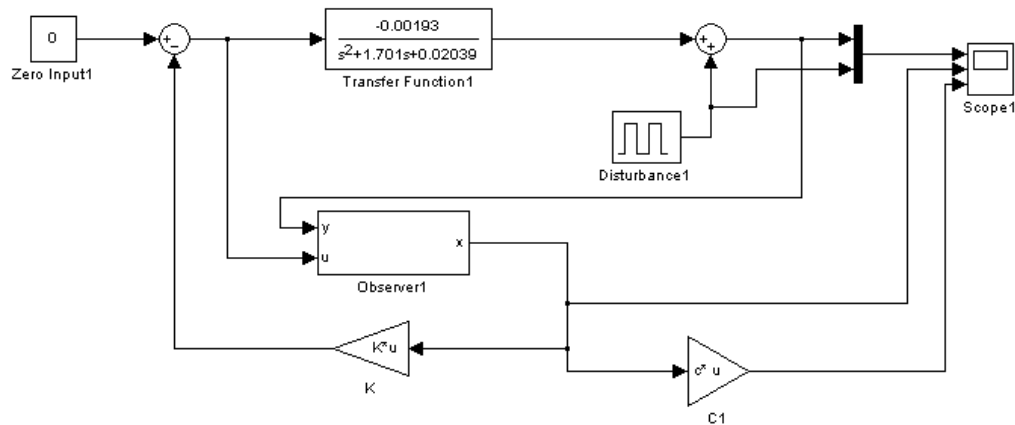 0
Zero Input1
+
−
-0.00193
s2+1.701s+0.02039
Transfer Function1
+
+
Disturbance1
Scope1
y
u
x
Observer1
K*u
K
c* u
C1